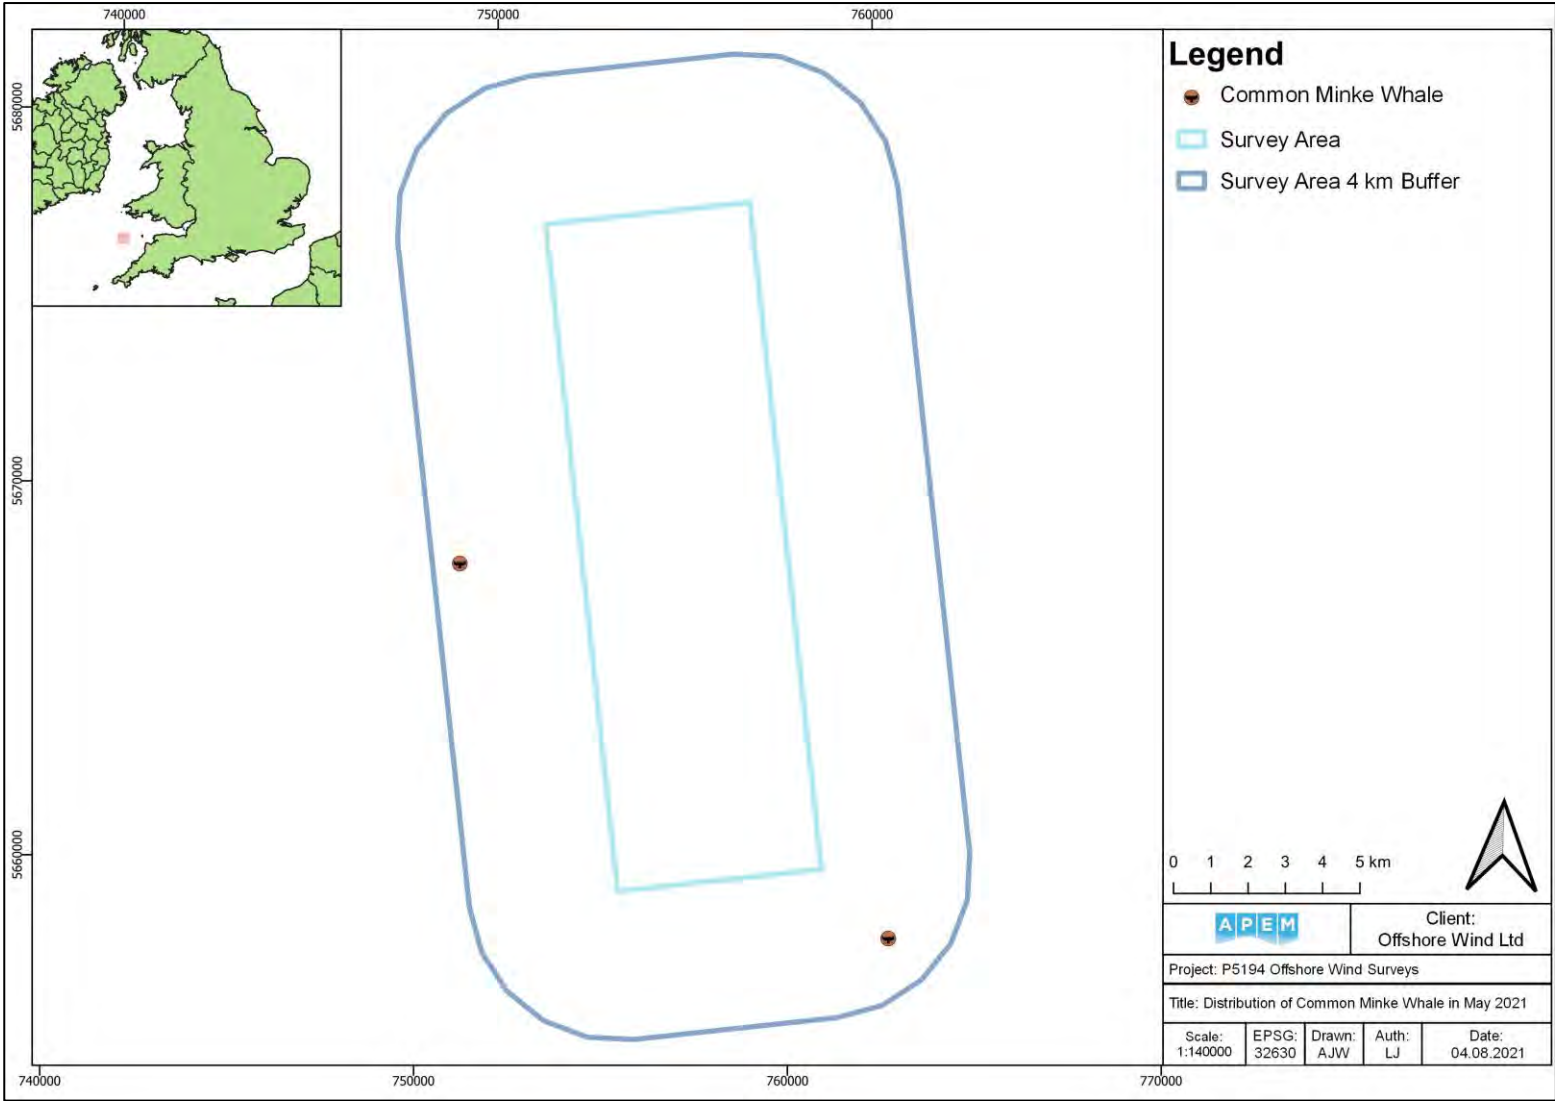 740000
750000
760000
5680000
5670000
5660000
Legend
Common Minke Whale
Survey Area
Survey Area 4 km Buffer
0 1 2 3 4 5 km
APEM
Client:
Offshore Wind Ltd
Project: P5194 Offshore Wind Surveys
Title: Distribution of Common Minke Whale in May 2021
Scale:
1:140000
EPSG:
32630
Drawn:
AJW
Auth:
LJ
Date:
04.08.2021
740000
750000
760000
770000